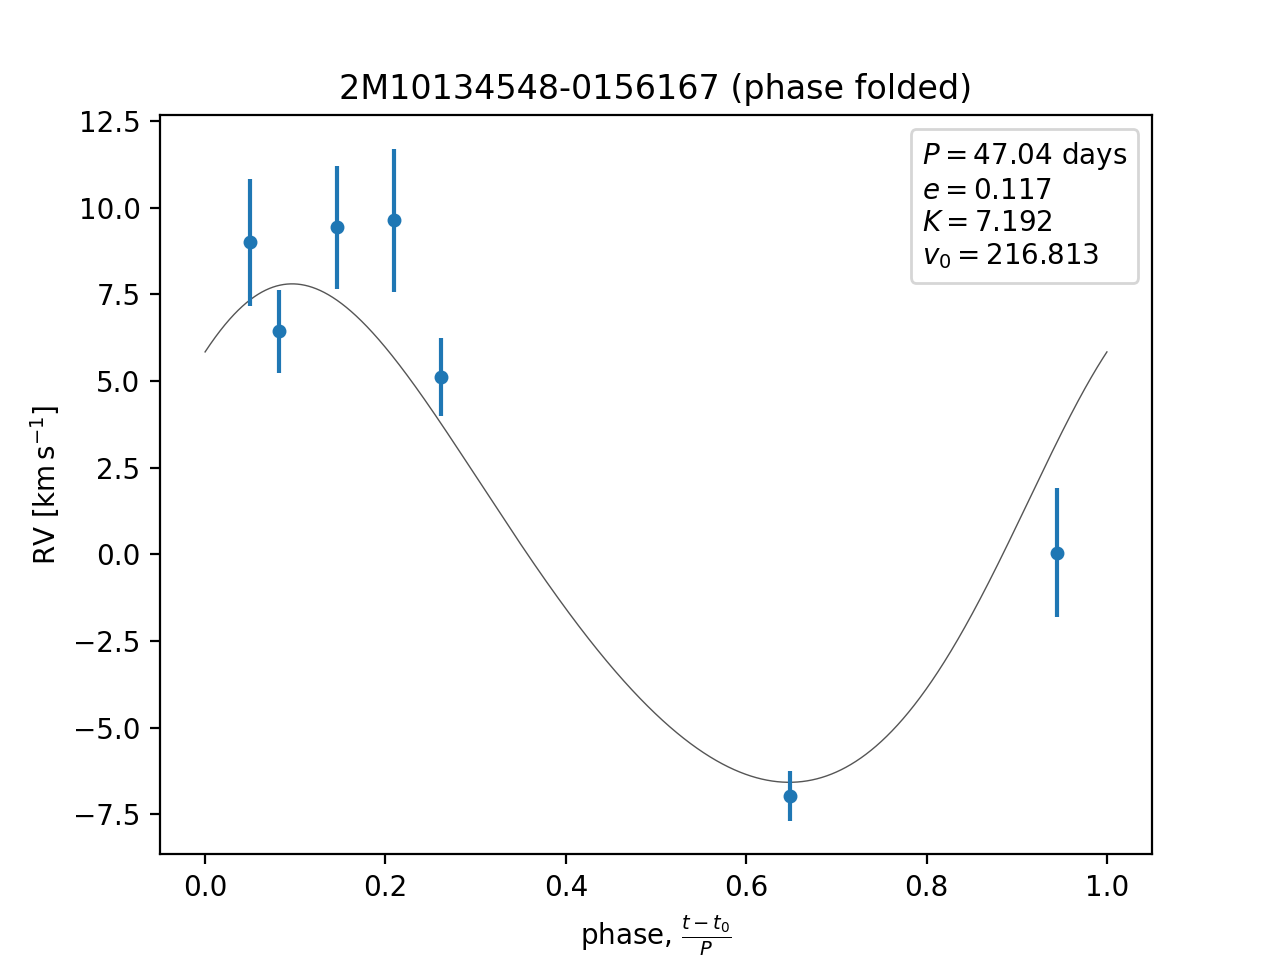 2M10134548-0156167 (phase folded)
P = 47.04 days
e = 0.117
K = 7.192
v₀ = 216.813
RV [km s⁻¹]
12.5
10.0
7.5
5.0
2.5
0.0
−2.5
−5.0
−7.5
0.0 0.2 0.4 0.6 0.8 1.0
phase, (t − t₀)/P